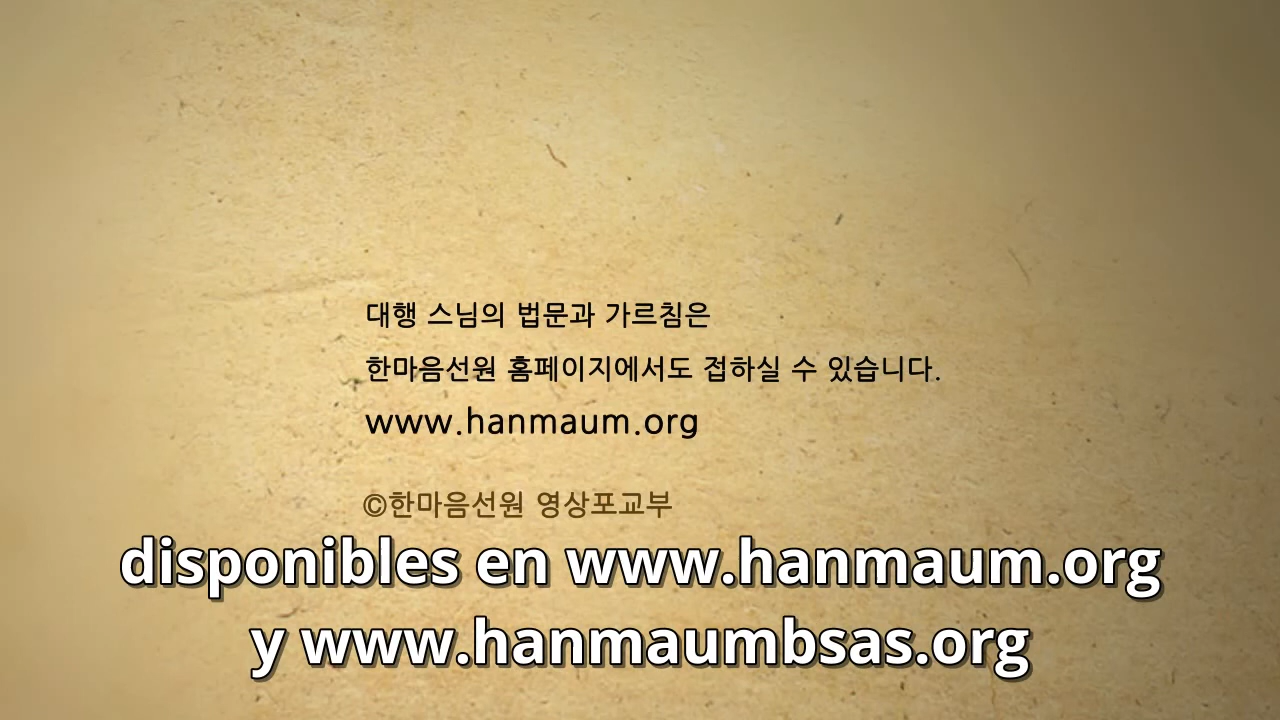 대행 스님의 법문과 가르침은
한마음선원 홈페이지에서도 접하실 수 있습니다.
www.hanmaum.org
©한마음선원 영상포교부
disponibles en www.hanmaum.org
y www.hanmaumbsas.org